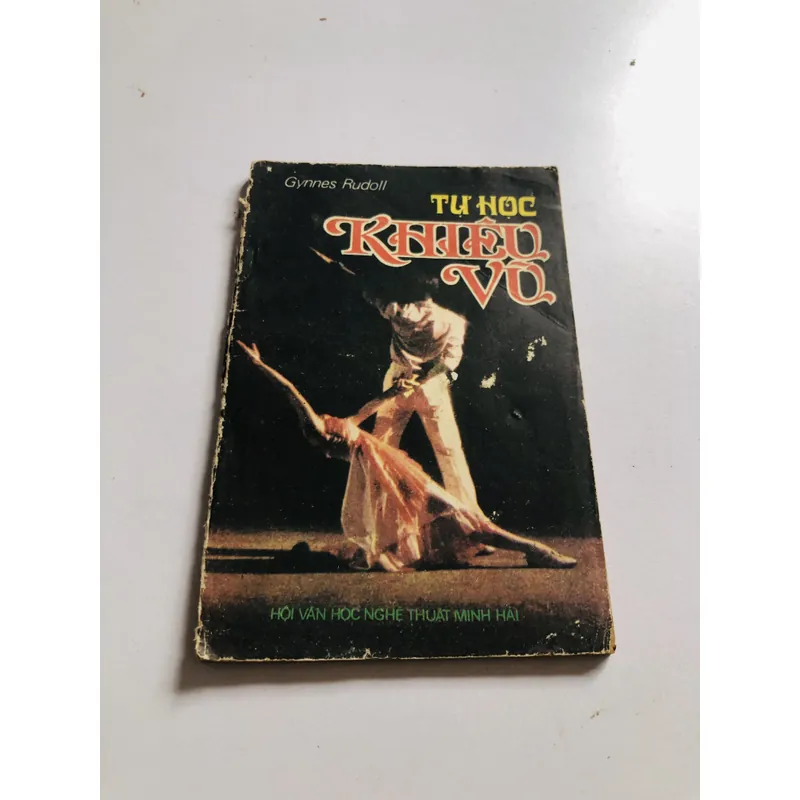 Gynnes Rudoll
TỰ HỌC
KHIÊU
VŨ
HỘI VĂN HỌC NGHỆ THUẬT MINH HẢI